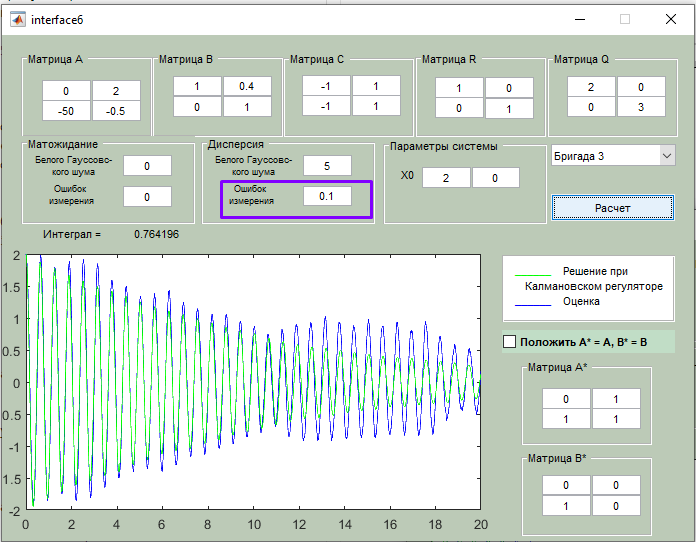 interface6
Матрица A
0 2
-50 -0.5
Матрица B
1 0.4
0 1
Матрица C
-1 1
-1 1
Матрица R
1 0
0 1
Матрица Q
2 0
0 3
Матожидание
Белого Гауссовс-
кого шума
0
Ошибок
измерения
0
Дисперсия
Белого Гауссовс-
кого шума
5
Ошибок
измерения
0.1
Параметры системы
X0
2 0
Бригада 3
Расчет
Интеграл = 0.764196
2
1.5
1
0.5
0
-0.5
-1
-1.5
-2
0 2 4 6 8 10 12 14 16 18 20
Решение при
Калмановском регуляторе
Оценка
Положить A* = A, B* = B
Матрица A*
0 1
1 1
Матрица B*
0 0
1 0